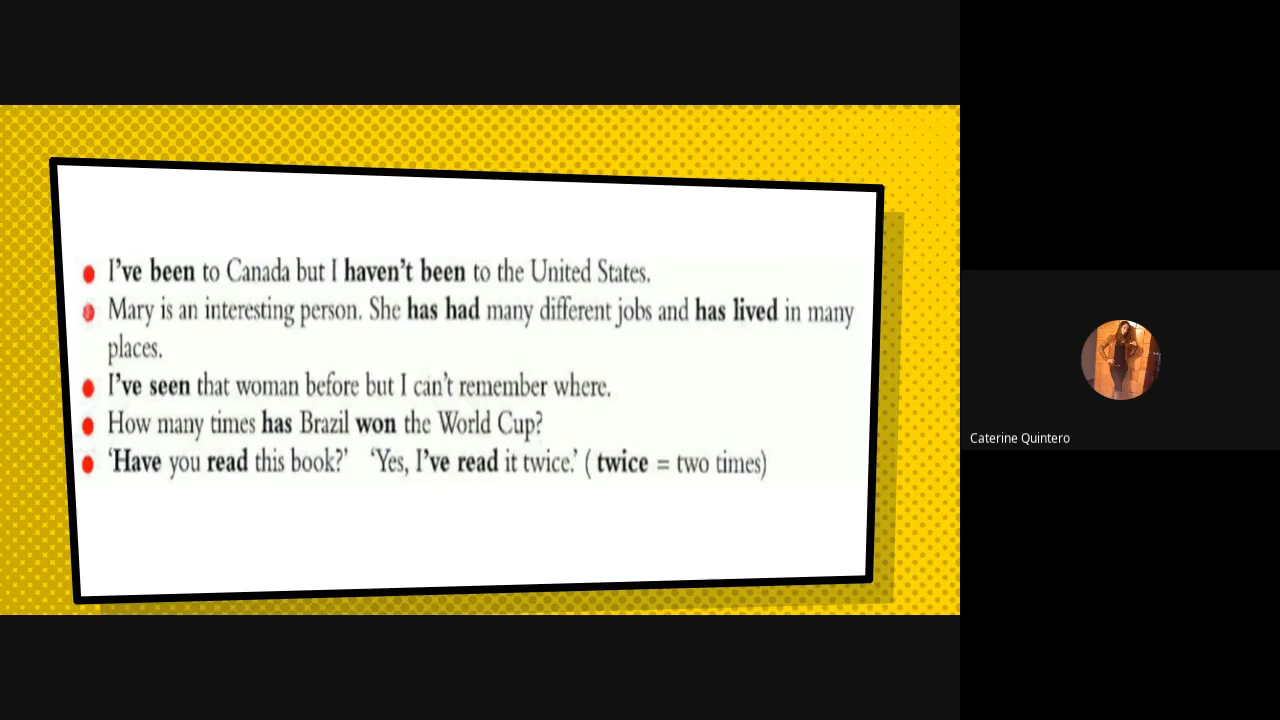 I've been to Canada but I haven't been to the United States.
Mary is an interesting person. She has had many different jobs and has lived in many
places.
I've seen that woman before but I can't remember where.
How many times has Brazil won the World Cup?
'Have you read this book?' 'Yes, I've read it twice.' ( twice = two times)
Caterine Quintero